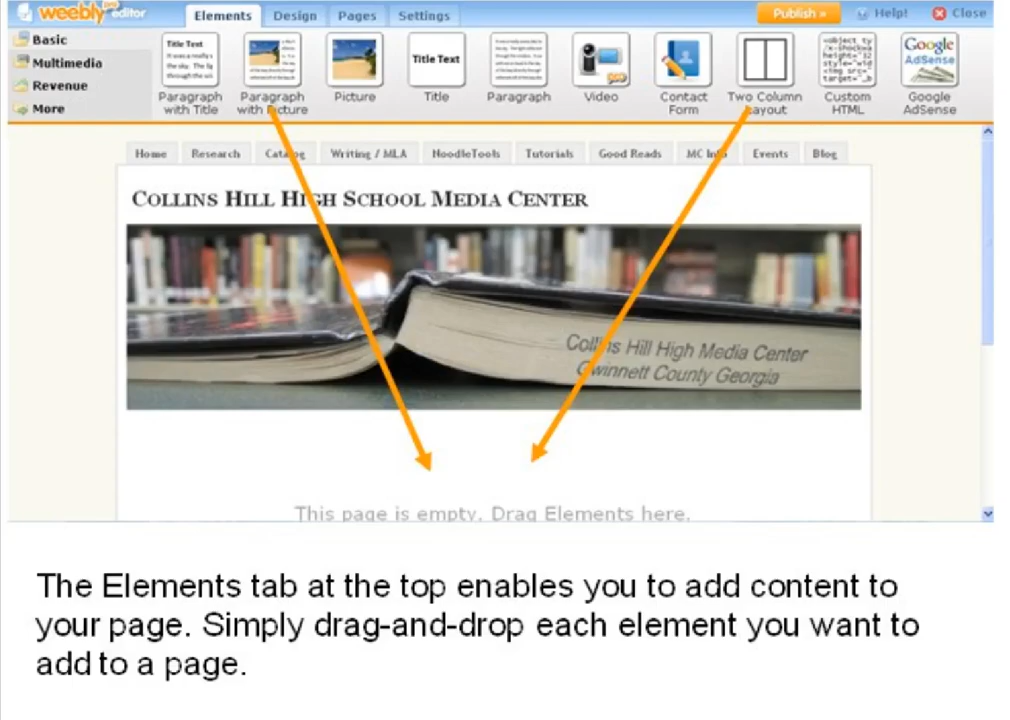 weebly pro editor
Elements Design Pages Settings
Publish » Help! Close
Basic
Multimedia
Revenue
More
Title Text
Title Text
Google
AdSense
Paragraph with Title
Paragraph with Picture
Picture
Title
Paragraph
Video
Contact Form
Two Column Layout
Custom HTML
Google AdSense
Home Research Catalog Writing / MLA NoodleTools Tutorials Good Reads MC Info Events Blog
COLLINS HILL HIGH SCHOOL MEDIA CENTER
Collins Hill High Media Center
Gwinnett County Georgia
This page is empty. Drag Elements here.
The Elements tab at the top enables you to add content to
your page. Simply drag-and-drop each element you want to
add to a page.